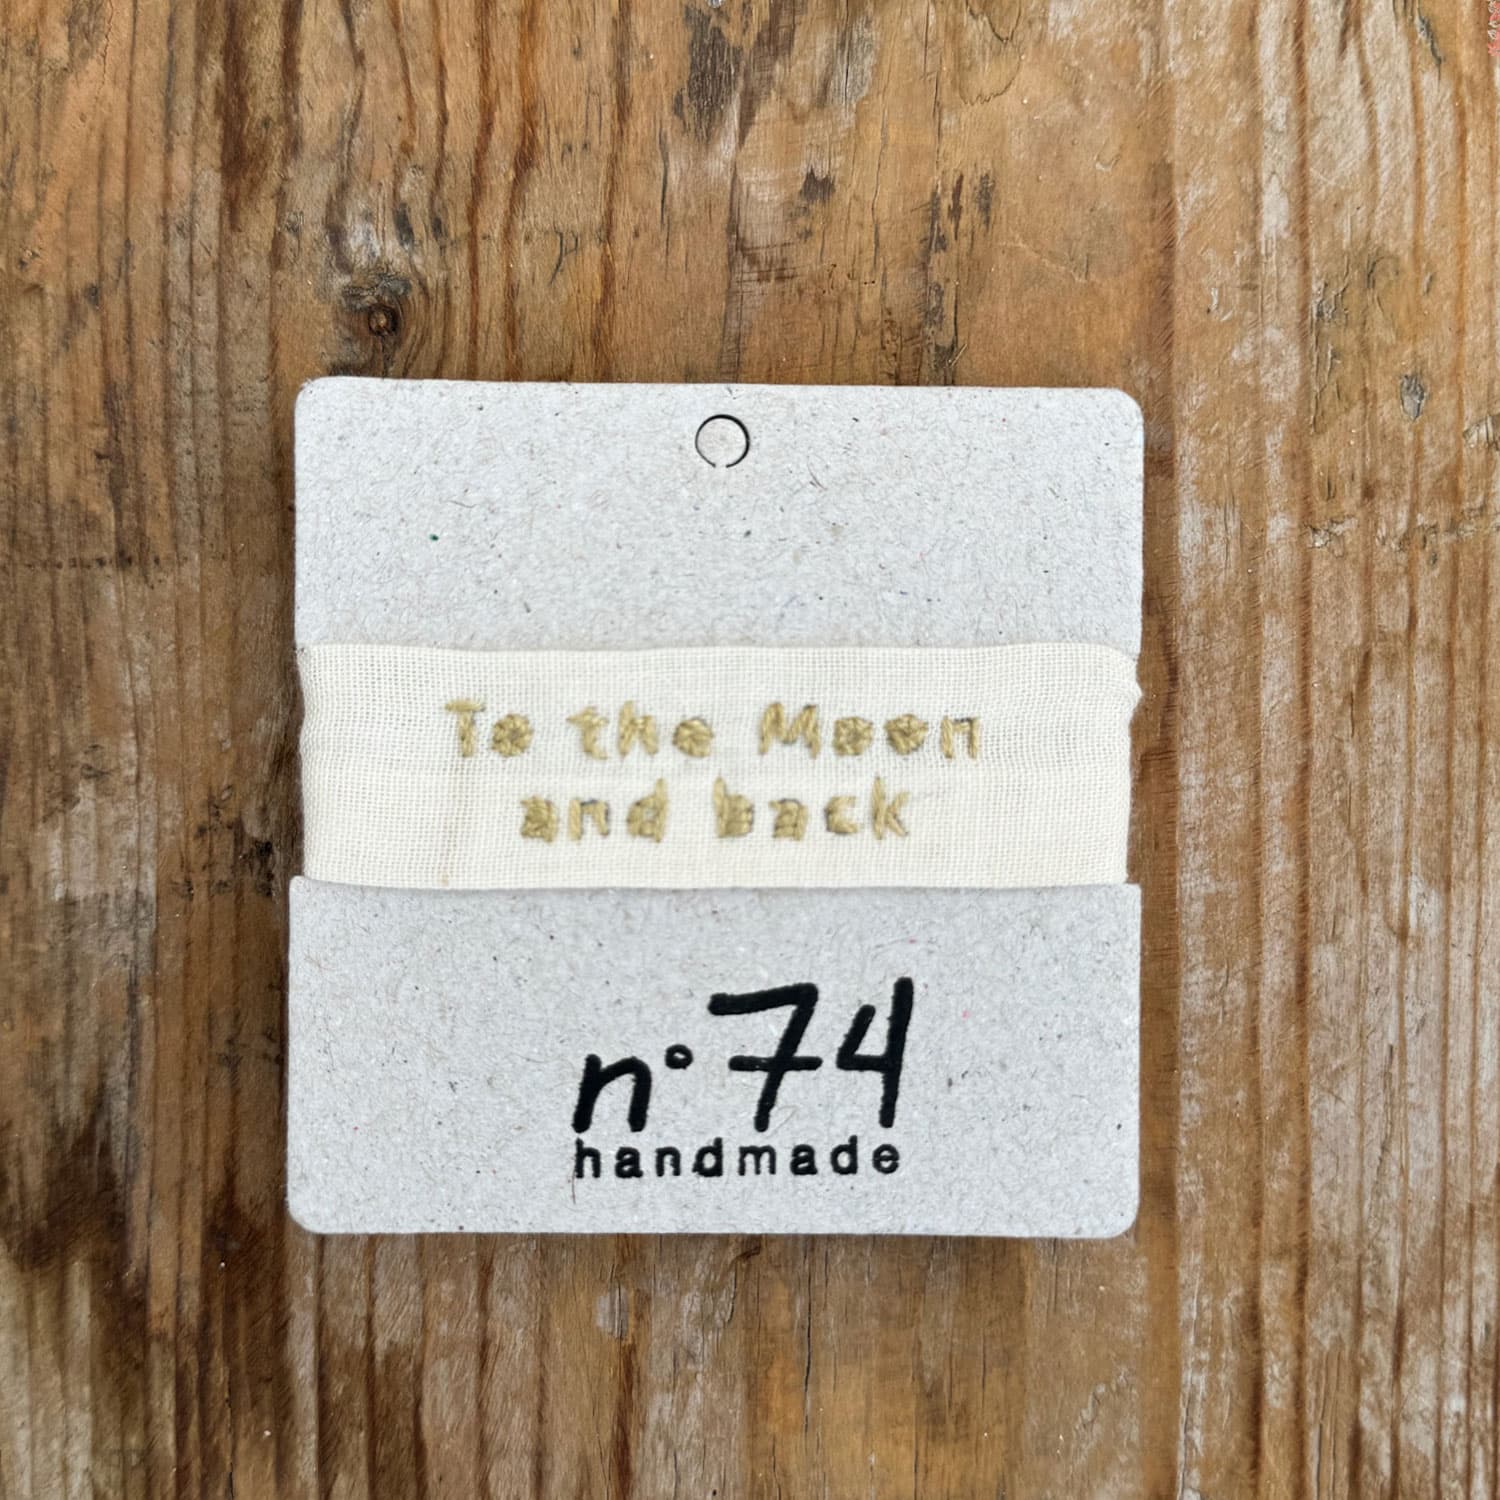 To the Moon
and back
n° 74
handmade